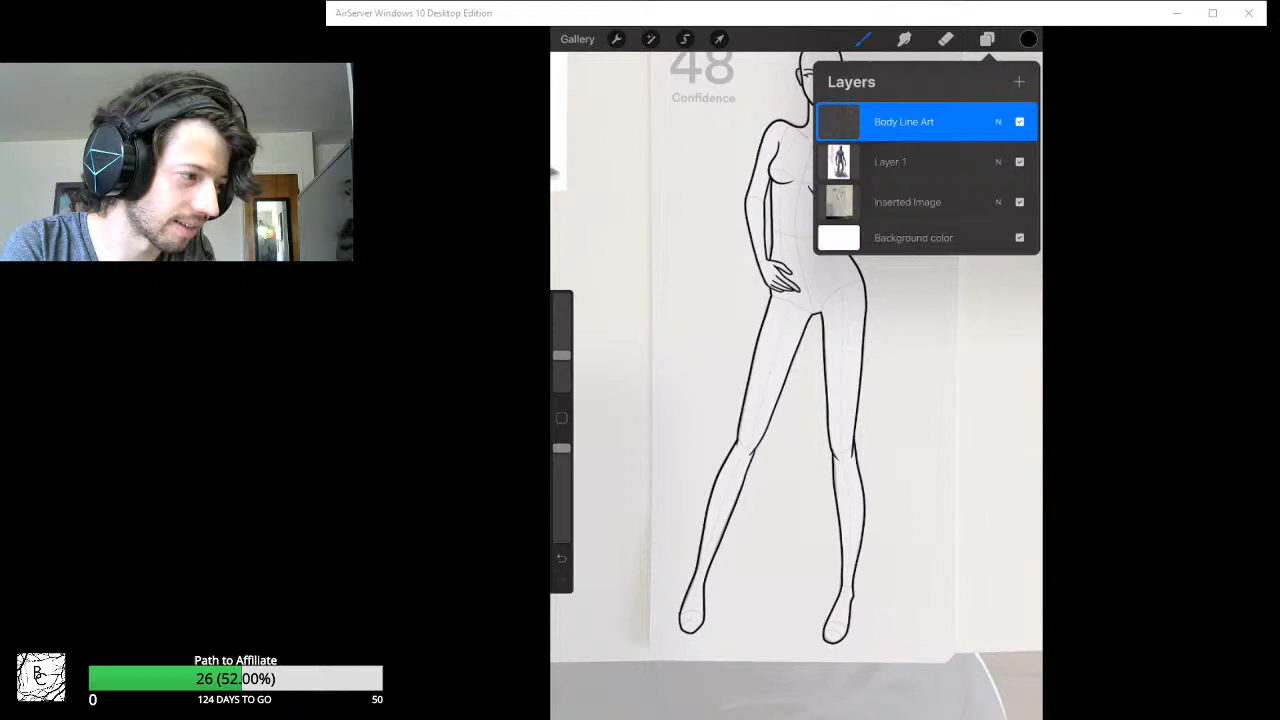 AirServer Windows 10 Desktop Edition
Gallery
48
Confidence
Layers
Body Line Art N
Layer 1 N
Inserted Image N
Background color
Path to Affiliate
26 (52.00%)
0 124 DAYS TO GO 50